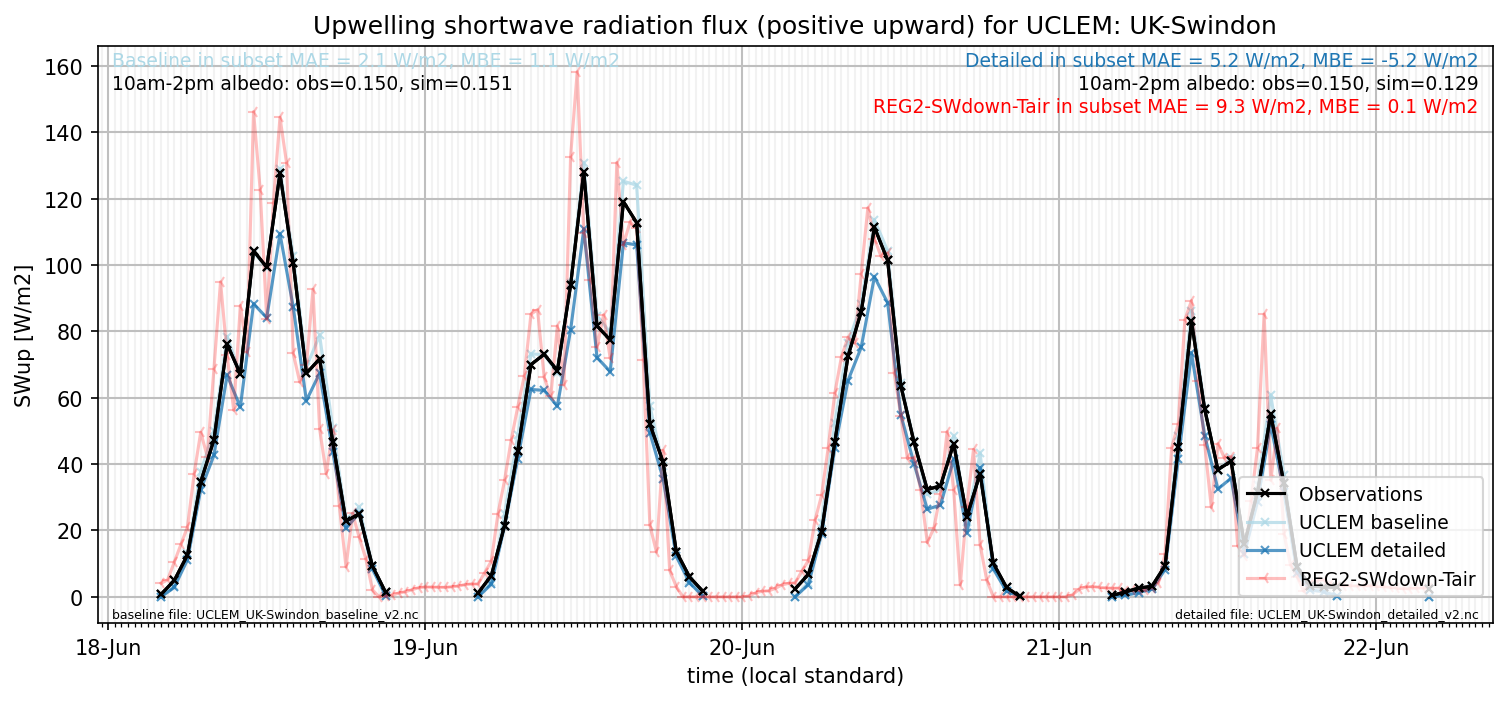 Upwelling shortwave radiation flux (positive upward) for UCLEM: UK-Swindon
Baseline in subset MAE = 2.1 W/m2, MBE = 1.1 W/m2
10am-2pm albedo: obs=0.150, sim=0.151
Detailed in subset MAE = 5.2 W/m2, MBE = -5.2 W/m2
10am-2pm albedo: obs=0.150, sim=0.129
REG2-SWdown-Tair in subset MAE = 9.3 W/m2, MBE = 0.1 W/m2
SWup [W/m2]
160
140
120
100
80
60
40
20
0
Observations
UCLEM baseline
UCLEM detailed
REG2-SWdown-Tair
baseline file: UCLEM_UK-Swindon_baseline_v2.nc
detailed file: UCLEM_UK-Swindon_detailed_v2.nc
18-Jun
19-Jun
20-Jun
21-Jun
22-Jun
time (local standard)